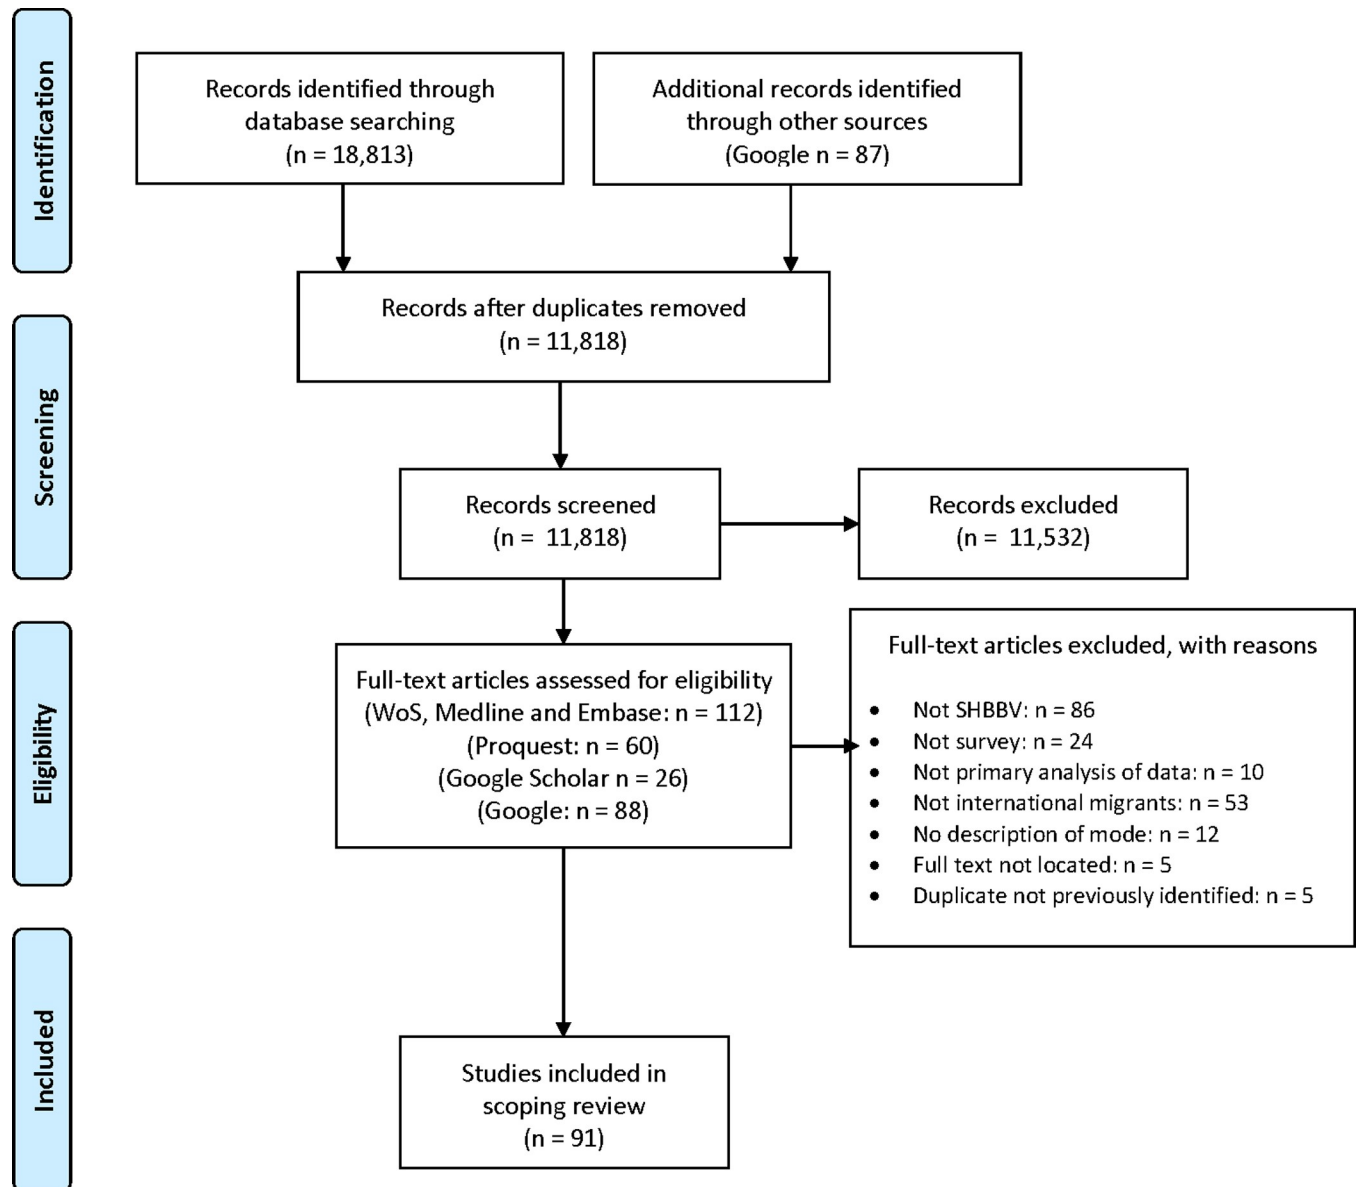 Identification
Records identified through
database searching
(n = 18,813)
Additional records identified
through other sources
(Google n = 87)
Records after duplicates removed
(n = 11,818)
Screening
Records screened
(n = 11,818)
Records excluded
(n = 11,532)
Eligibility
Full-text articles assessed for eligibility
(WoS, Medline and Embase: n = 112)
(Proquest: n = 60)
(Google Scholar n = 26)
(Google: n = 88)
Full-text articles excluded, with reasons
• Not SHBBV: n = 86
• Not survey: n = 24
• Not primary analysis of data: n = 10
• Not international migrants: n = 53
• No description of mode: n = 12
• Full text not located: n = 5
• Duplicate not previously identified: n = 5
Included
Studies included in
scoping review
(n = 91)